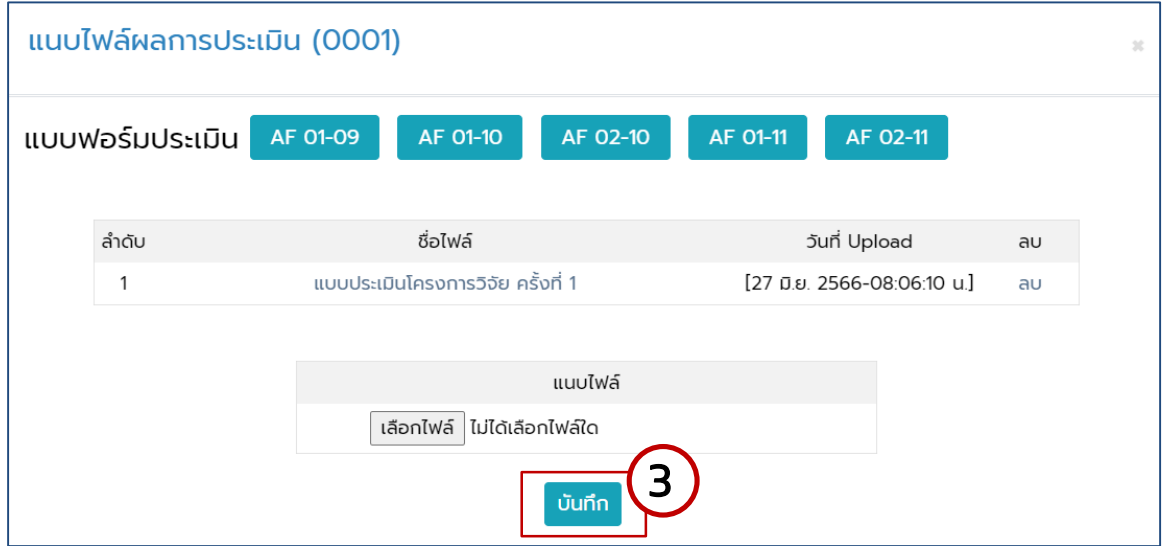 แนบไฟล์ผลการประเมิน (0001) ×
แบบฟอร์มประเมิน AF 01-09 AF 01-10 AF 02-10 AF 01-11 AF 02-11
ลำดับ ชื่อไฟล์ วันที่ Upload ลบ
1 แบบประเมินโครงการวิจัย ครั้งที่ 1 [27 มิ.ย. 2566-08:06:10 น.] ลบ
แนบไฟล์
เลือกไฟล์ ไม่ได้เลือกไฟล์ใด
บันทึก 3